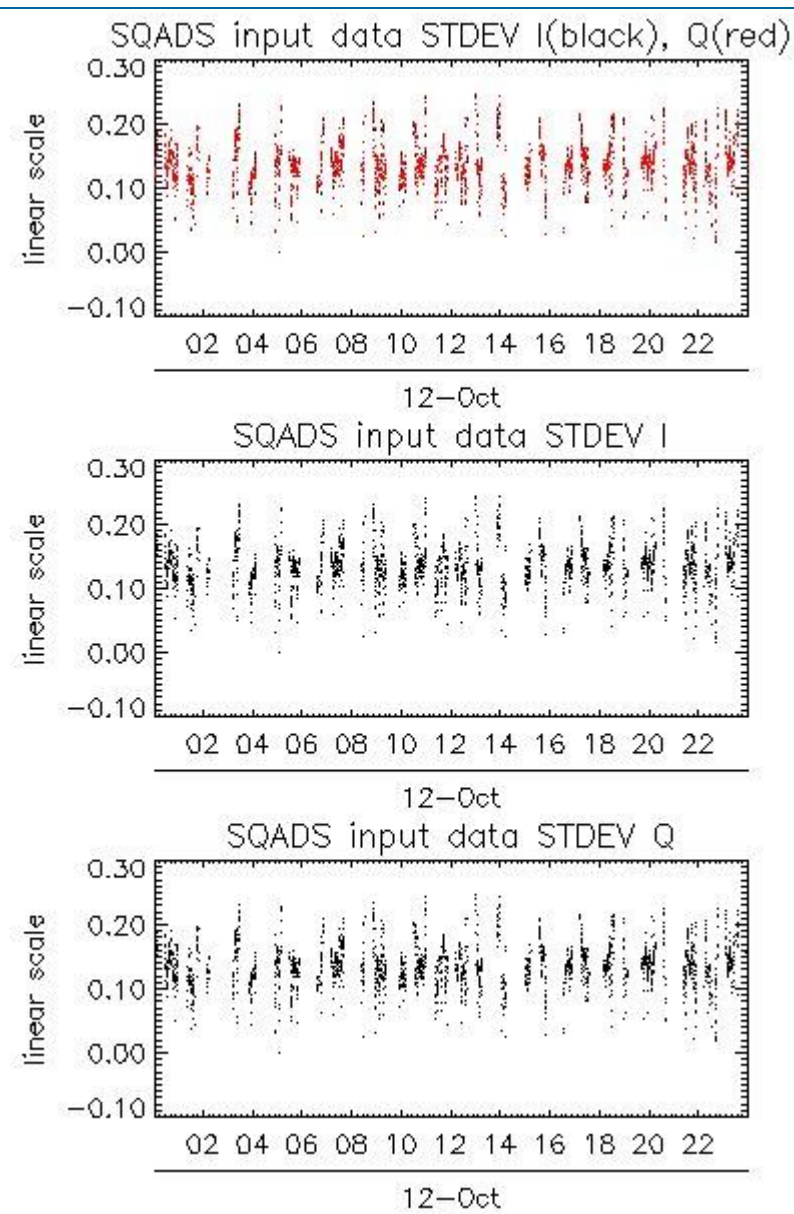 SQADS input data STDEV I(black), Q(red)
0.30
0.20
0.10
0.00
-0.10
linear scale
02 04 06 08 10 12 14 16 18 20 22
12-Oct
SQADS input data STDEV I
0.30
0.20
0.10
0.00
-0.10
linear scale
02 04 06 08 10 12 14 16 18 20 22
12-Oct
SQADS input data STDEV Q
0.30
0.20
0.10
0.00
-0.10
linear scale
02 04 06 08 10 12 14 16 18 20 22
12-Oct